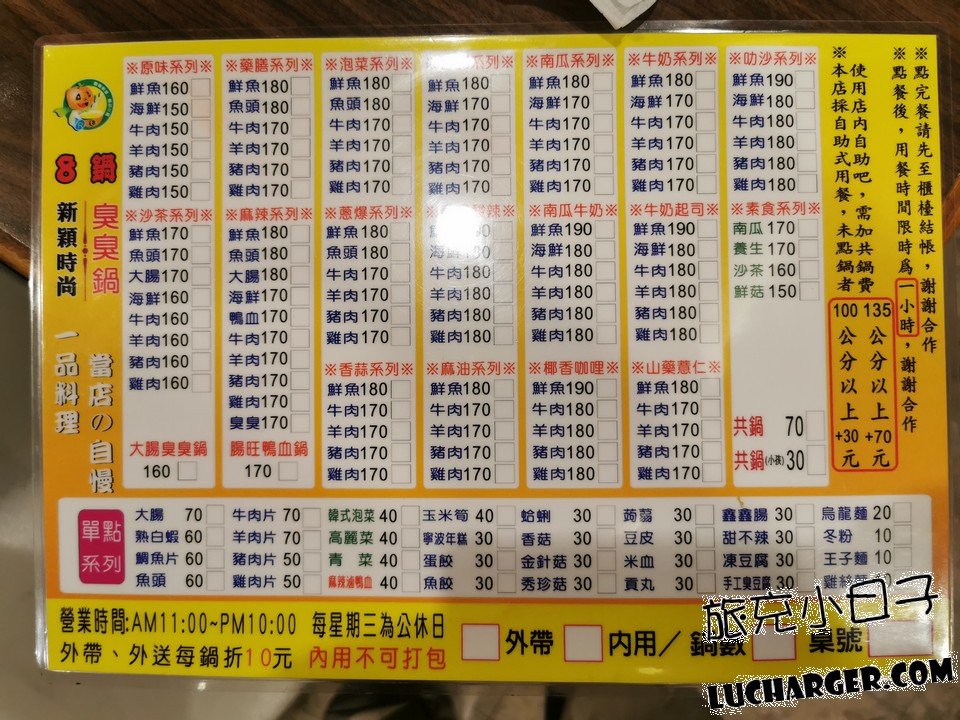 8鍋
臭臭鍋
新穎時尚
一品料理
當店の自慢
※原味系列※
鮮魚160
海鮮150
牛肉150
羊肉150
豬肉150
雞肉150
※藥膳系列※
鮮魚180
魚頭180
牛肉170
羊肉170
豬肉170
雞肉170
※泡菜系列※
鮮魚180
魚頭180
牛肉170
羊肉170
豬肉170
雞肉170
系列※
鮮魚180
海鮮170
牛肉170
羊肉170
豬肉170
雞肉170
※南瓜系列※
鮮魚180
海鮮170
牛肉170
羊肉170
豬肉170
雞肉170
※牛奶系列※
鮮魚180
海鮮170
牛肉170
羊肉170
豬肉170
雞肉170
※叻沙系列※
鮮魚190
海鮮180
牛肉180
羊肉180
豬肉180
雞肉180
※沙茶系列※
鮮魚170
魚頭170
大腸170
海鮮160
牛肉160
羊肉160
豬肉160
雞肉160
大腸臭臭鍋
160
※麻辣系列※
鮮魚180
魚頭180
大腸180
海鮮170
鴨血170
牛肉170
羊肉170
豬肉170
雞肉170
臭臭170
腸旺鴨血鍋
170
※蔥爆系列※
鮮魚180
魚頭180
牛肉170
羊肉170
豬肉170
雞肉170
酸辣※
海鮮180
牛肉180
羊肉180
豬肉180
雞肉180
※南瓜牛奶※
鮮魚190
海鮮180
牛肉180
羊肉180
豬肉180
雞肉180
※牛奶起司※
鮮魚190
海鮮180
牛肉180
羊肉180
豬肉180
雞肉180
※素食系列※
南瓜170
養生170
沙茶160
鮮菇150
共鍋 70
共鍋(小孩)30
※香蒜系列※
鮮魚180
牛肉170
羊肉170
豬肉170
雞肉170
※麻油系列※
鮮魚180
牛肉170
羊肉170
豬肉170
雞肉170
※椰香咖哩※
鮮魚180
牛肉170
羊肉170
豬肉170
雞肉170
※山藥薏仁※
鮮魚180
牛肉170
羊肉170
豬肉170
雞肉170
※點完餐請先至櫃檯結帳，謝謝合作
※點餐後，用餐時間限時為一小時，謝謝合作
※本店採自助式用餐，未點鍋者
使用店內自助吧，需加共鍋費
100公分以上+30元
135公分以上+70元
單點系列
大腸 70 牛肉片 70 韓式泡菜 40 玉米筍 40 蛤蜊 30 蒟蒻 30 鑫鑫腸 30 烏龍麵 20
熟白蝦 60 羊肉片 70 高麗菜 40 寧波年糕 30 香菇 30 豆皮 30 甜不辣 30 冬粉 10
鯛魚片 60 豬肉片 50 青菜 40 蛋餃 30 金針菇 30 米血 30 凍豆腐 30 王子麵 10
魚頭 60 雞肉片 50 麻辣滷鴨血 40 魚餃 30 秀珍菇 30 貢丸 30 手工臭豆腐 30
營業時間:AM11:00~PM10:00 每星期三為公休日
外帶、外送每鍋折10元 內用不可打包
外帶 內用／鍋數 桌號
旅充小日子
LUCHARGER.COM